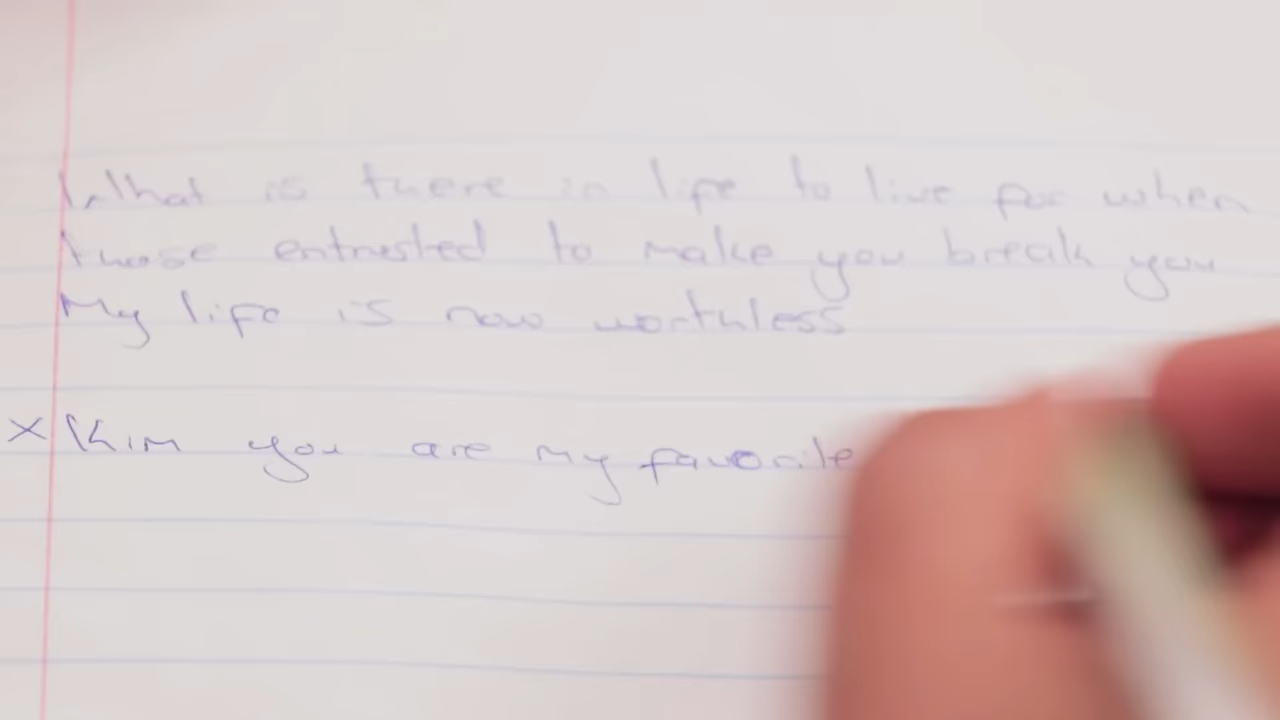 What is there in life to live for when
those entrusted to make you break you
My life is now worthless
x Kim you are my favorite